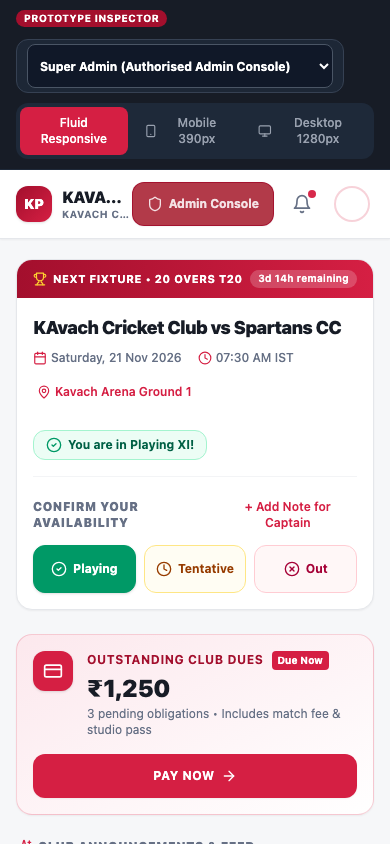 PROTOTYPE INSPECTOR
Super Admin (Authorised Admin Console)
Fluid
Responsive
Mobile
390px
Desktop
1280px
KP
KAVA...
KAVACH C...
Admin Console
NEXT FIXTURE • 20 OVERS T20
3d 14h remaining
KAvach Cricket Club vs Spartans CC
Saturday, 21 Nov 2026
07:30 AM IST
Kavach Arena Ground 1
You are in Playing XI!
CONFIRM YOUR
AVAILABILITY
+ Add Note for
Captain
Playing
Tentative
Out
OUTSTANDING CLUB DUES
Due Now
₹1,250
3 pending obligations • Includes match fee &
studio pass
PAY NOW →
CLUB ANNOUNCEMENTS & FEED